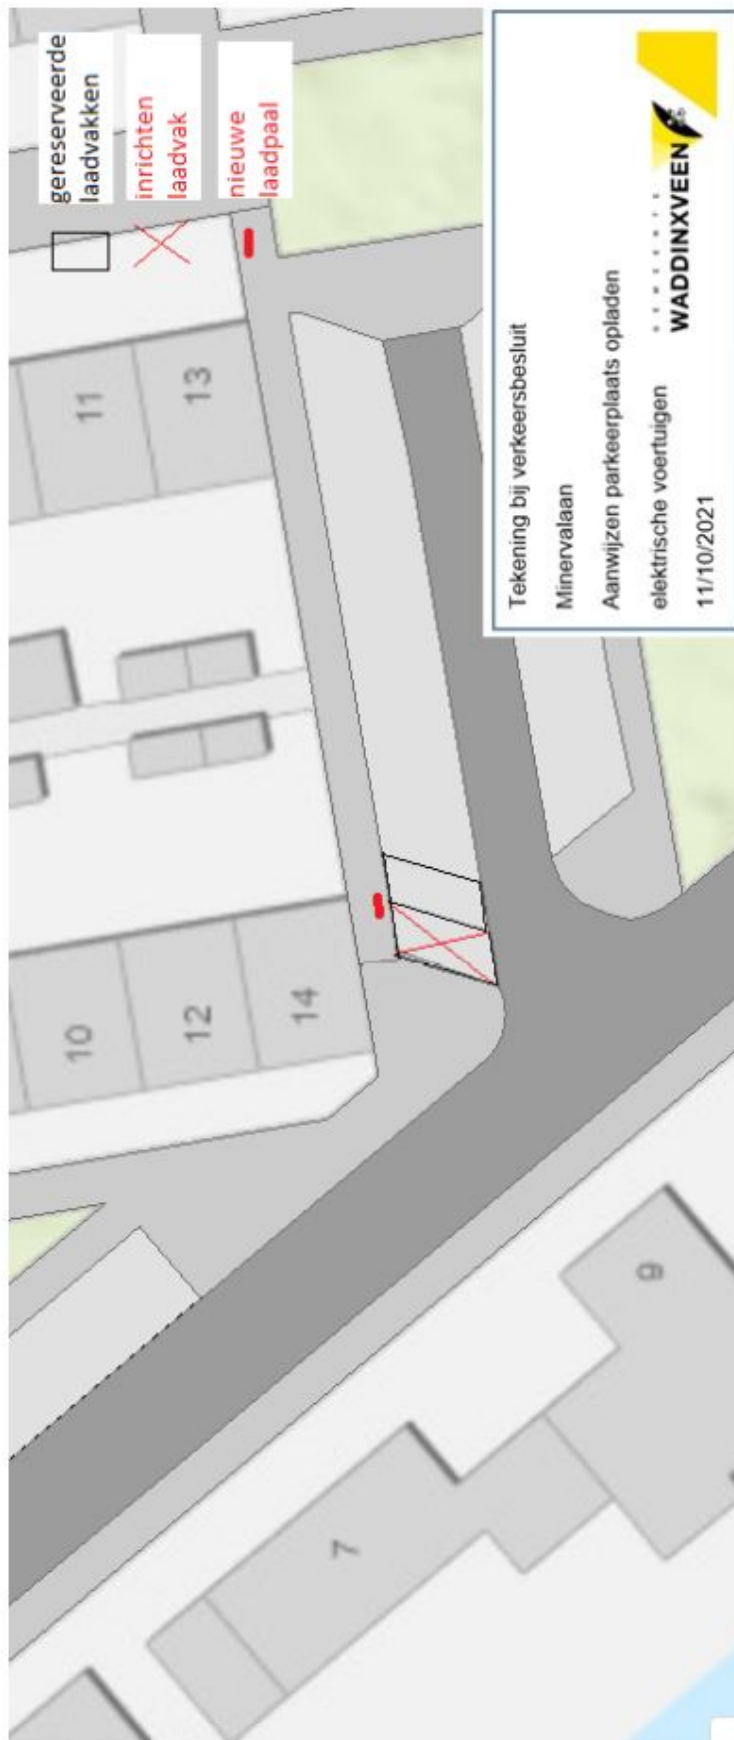 gereserveerde
laadvakken
inrichten
laadvak
nieuwe
laadpaal
11
13
10
12
14
7
9
Tekening bij verkeersbesluit
Minervalaan
Aanwijzen parkeerplaats opladen
elektrische voertuigen
11/10/2021
GEMEENTE
WADDINXVEEN